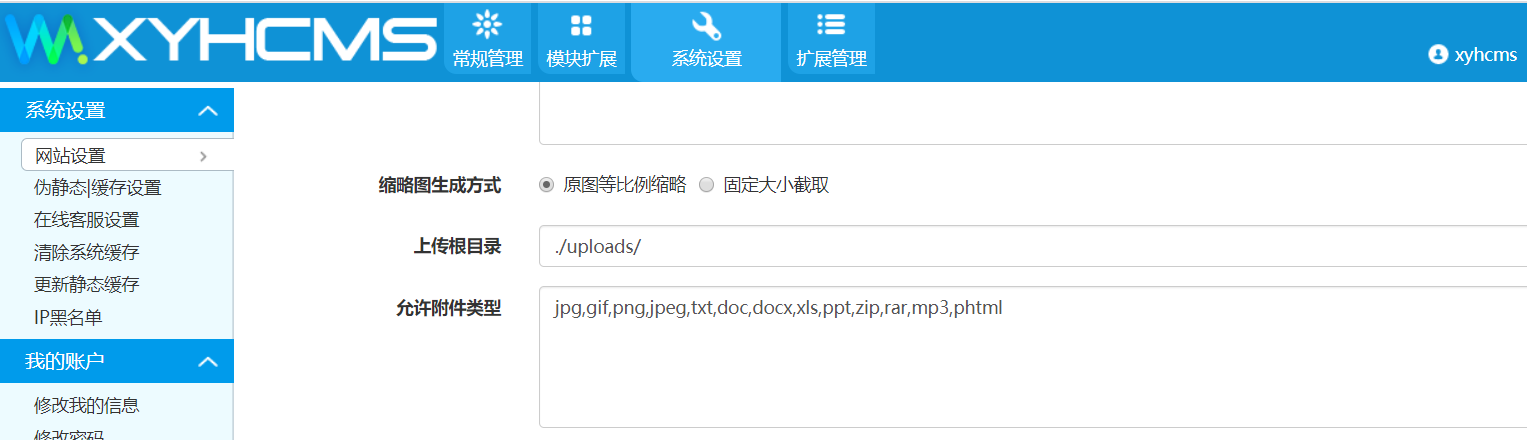 XYHCMS
常规管理
模块扩展
系统设置
扩展管理
xyhcms
系统设置
网站设置
伪静态|缓存设置
在线客服设置
清除系统缓存
更新静态缓存
IP黑名单
我的账户
修改我的信息
修改密码
缩略图生成方式 原图等比例缩略 固定大小截取
上传根目录 ./uploads/
允许附件类型 jpg,gif,png,jpeg,txt,doc,docx,xls,ppt,zip,rar,mp3,phtml